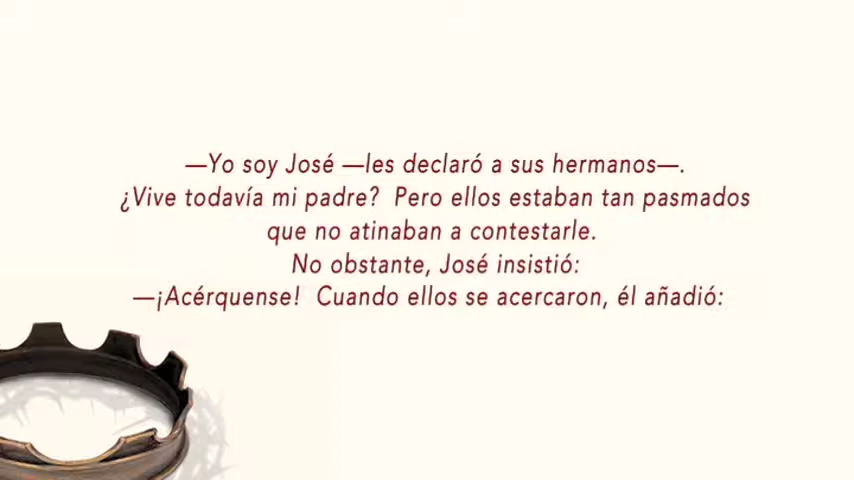 —Yo soy José —les declaró a sus hermanos—.
¿Vive todavía mi padre? Pero ellos estaban tan pasmados
que no atinaban a contestarle.
No obstante, José insistió:
—¡Acérquense! Cuando ellos se acercaron, él añadió: